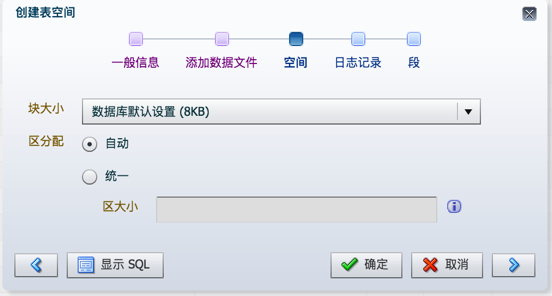 创建表空间
一般信息 添加数据文件 空间 日志记录 段
块大小 数据库默认设置 (8KB)
区分配 自动
统一
区大小
显示 SQL 确定 取消